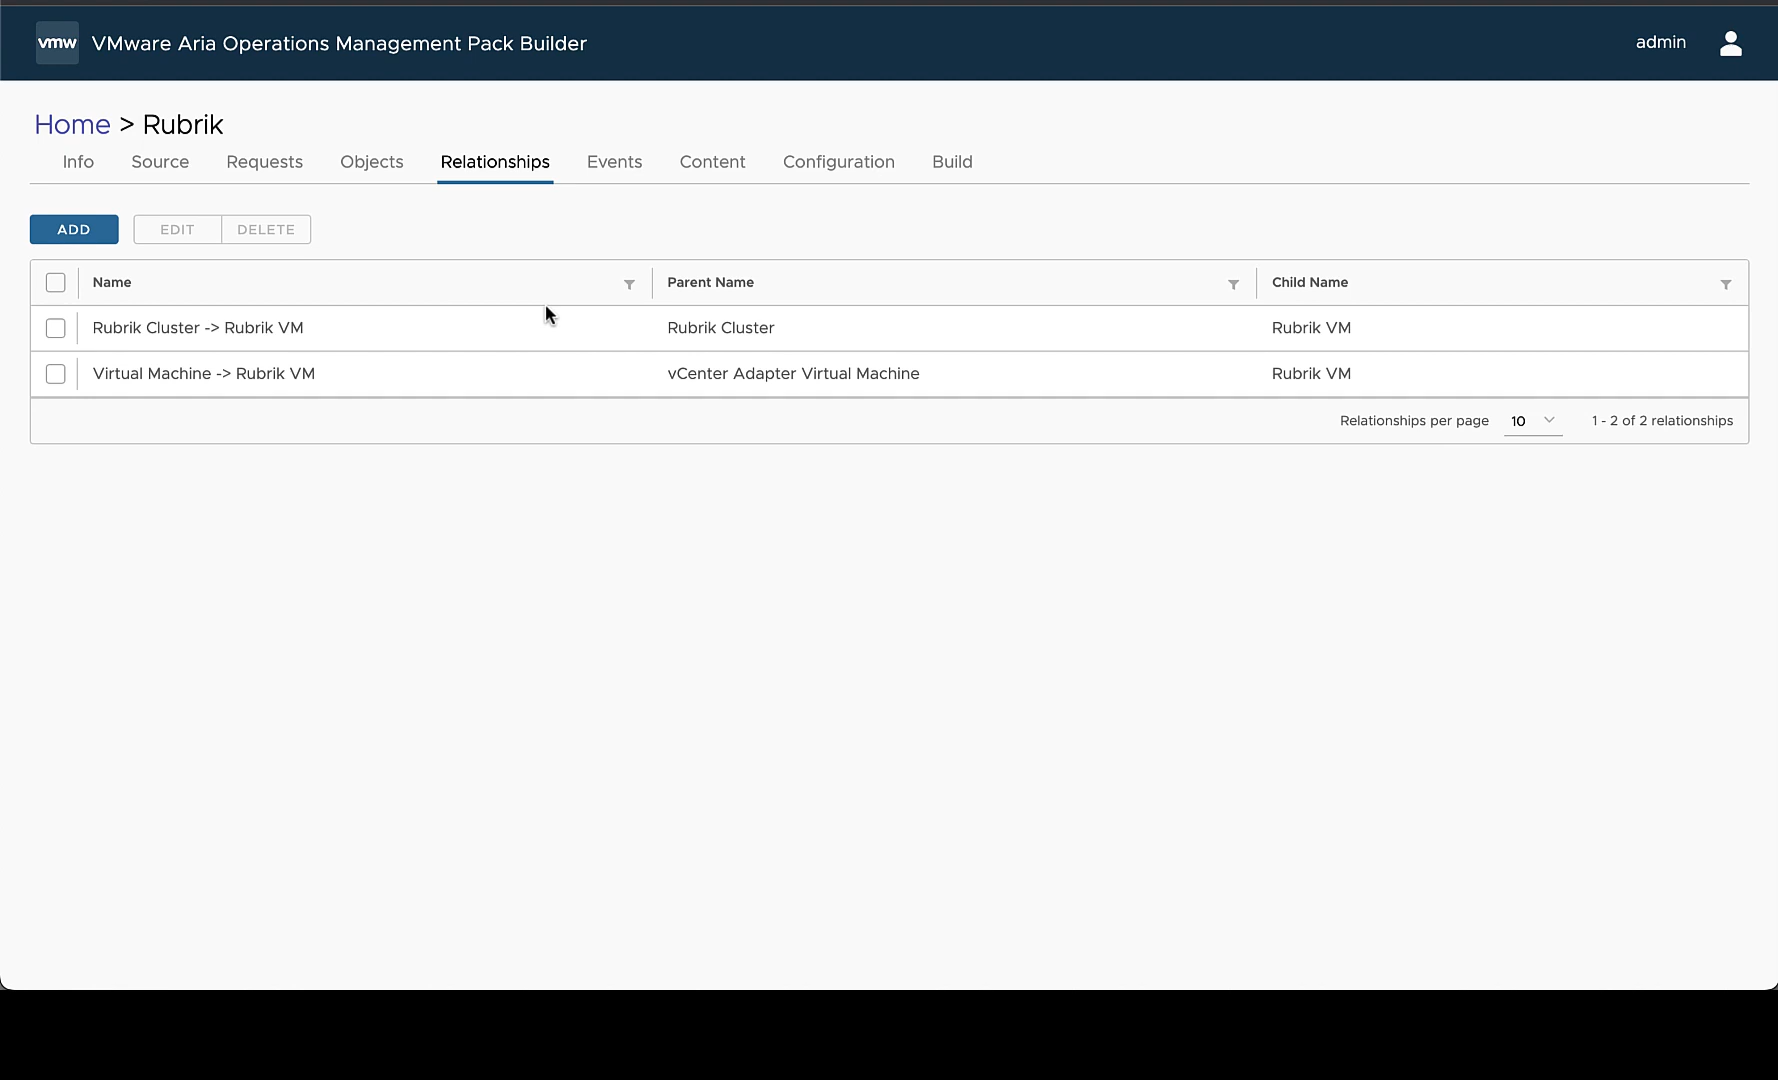 vmw VMware Aria Operations Management Pack Builder admin
Home > Rubrik
Info Source Requests Objects Relationships Events Content Configuration Build
ADD EDIT DELETE
Name Parent Name Child Name
Rubrik Cluster -> Rubrik VM Rubrik Cluster Rubrik VM
Virtual Machine -> Rubrik VM vCenter Adapter Virtual Machine Rubrik VM
Relationships per page 10 1 - 2 of 2 relationships